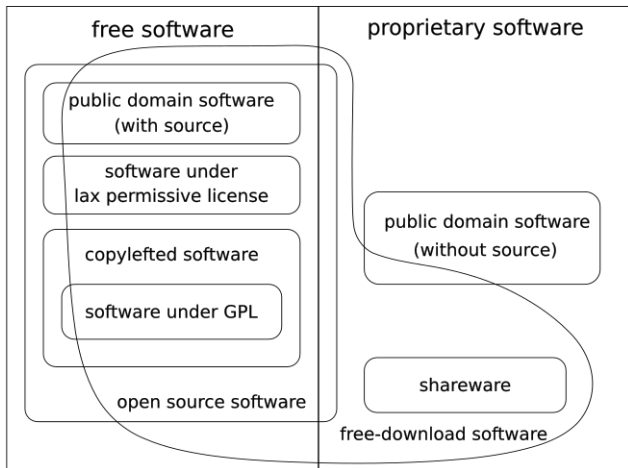 free software
proprietary software
public domain software
(with source)
software under
lax permissive license
copylefted software
software under GPL
open source software
public domain software
(without source)
shareware
free-download software